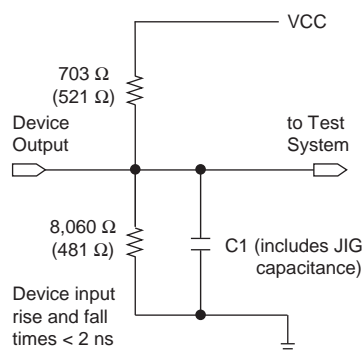 VCC
703 Ω
(521 Ω)
Device
Output
to Test
System
8,060 Ω
(481 Ω)
C1 (includes JIG
capacitance)
Device input
rise and fall
times < 2 ns